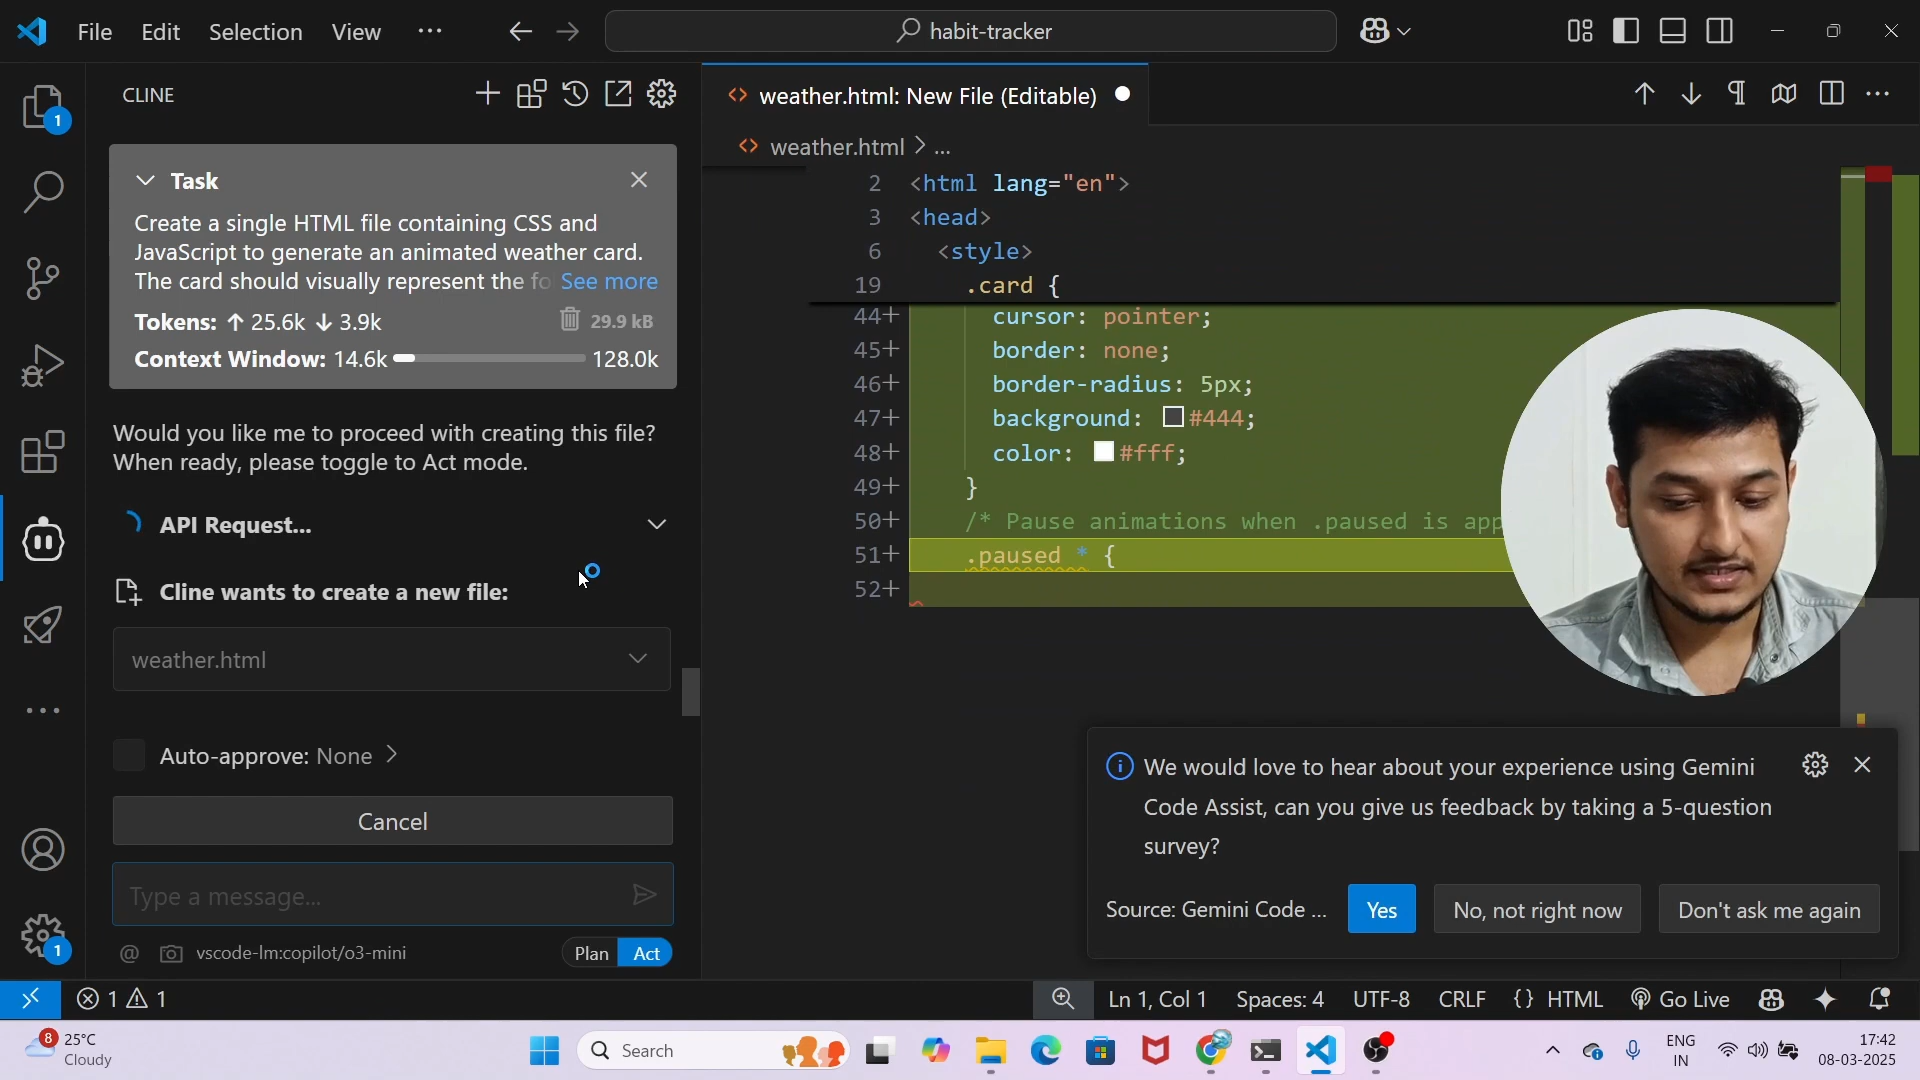 File Edit Selection View ...
habit-tracker
CLINE
1
Task
Create a single HTML file containing CSS and
JavaScript to generate an animated weather card.
The card should visually represent the fo See more
Tokens: ↑ 25.6k ↓ 3.9k 29.9 kB
Context Window: 14.6k 128.0k
Would you like me to proceed with creating this file?
When ready, please toggle to Act mode.
API Request...
Cline wants to create a new file:
weather.html
Auto-approve: None >
Cancel
Type a message...
@ vscode-lm:copilot/o3-mini Plan Act
1
weather.html: New File (Editable)
weather.html > ...
2 <html lang="en">
3 <head>
6 <style>
19 .card {
44+ cursor: pointer;
45+ border: none;
46+ border-radius: 5px;
47+ background: #444;
48+ color: #fff;
49+ }
50+ /* Pause animations when .paused is app
51+ .paused * {
52+
We would love to hear about your experience using Gemini
Code Assist, can you give us feedback by taking a 5-question
survey?
Source: Gemini Code ... Yes No, not right now Don't ask me again
1 1 Ln 1, Col 1 Spaces: 4 UTF-8 CRLF {} HTML Go Live
8 25°C
Cloudy
Search
ENG
IN
17:42
08-03-2025